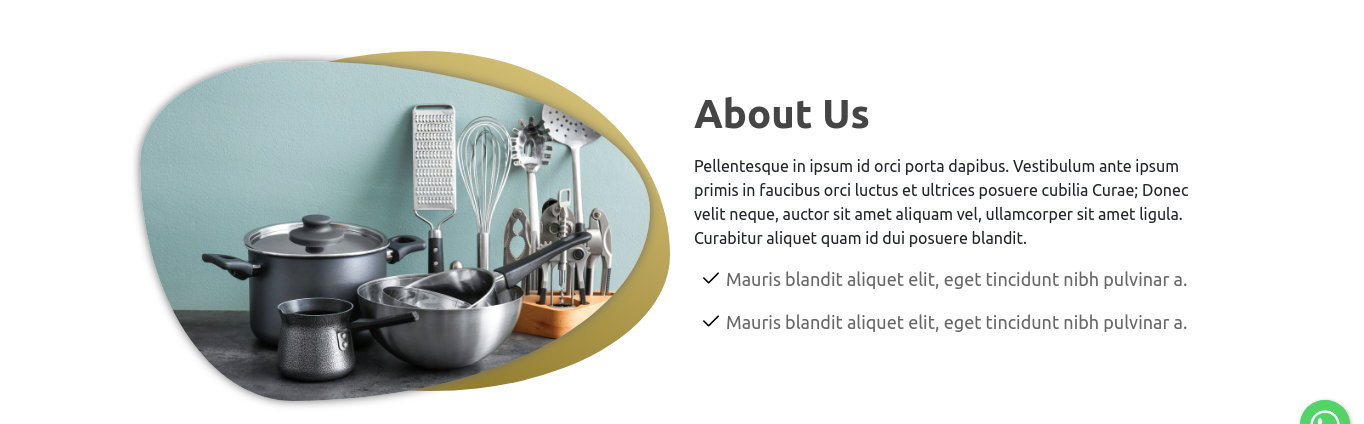 About Us
Pellentesque in ipsum id orci porta dapibus. Vestibulum ante ipsum
primis in faucibus orci luctus et ultrices posuere cubilia Curae; Donec
velit neque, auctor sit amet aliquam vel, ullamcorper sit amet ligula.
Curabitur aliquet quam id dui posuere blandit.
Mauris blandit aliquet elit, eget tincidunt nibh pulvinar a.
Mauris blandit aliquet elit, eget tincidunt nibh pulvinar a.